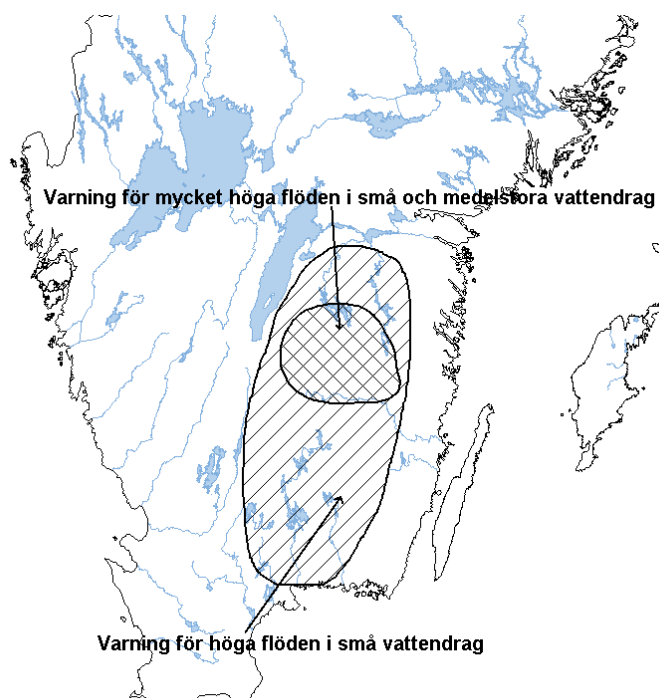 Varning för mycket höga flöden i små och medelstora vattendrag
Varning för höga flöden i små vattendrag